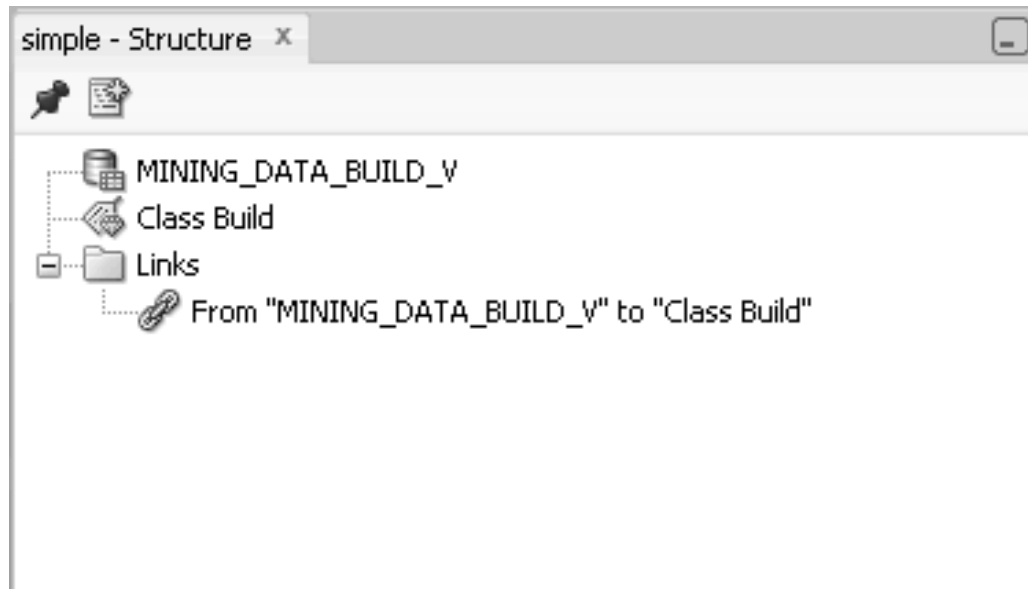 simple - Structure x
MINING_DATA_BUILD_V
Class Build
Links
From "MINING_DATA_BUILD_V" to "Class Build"